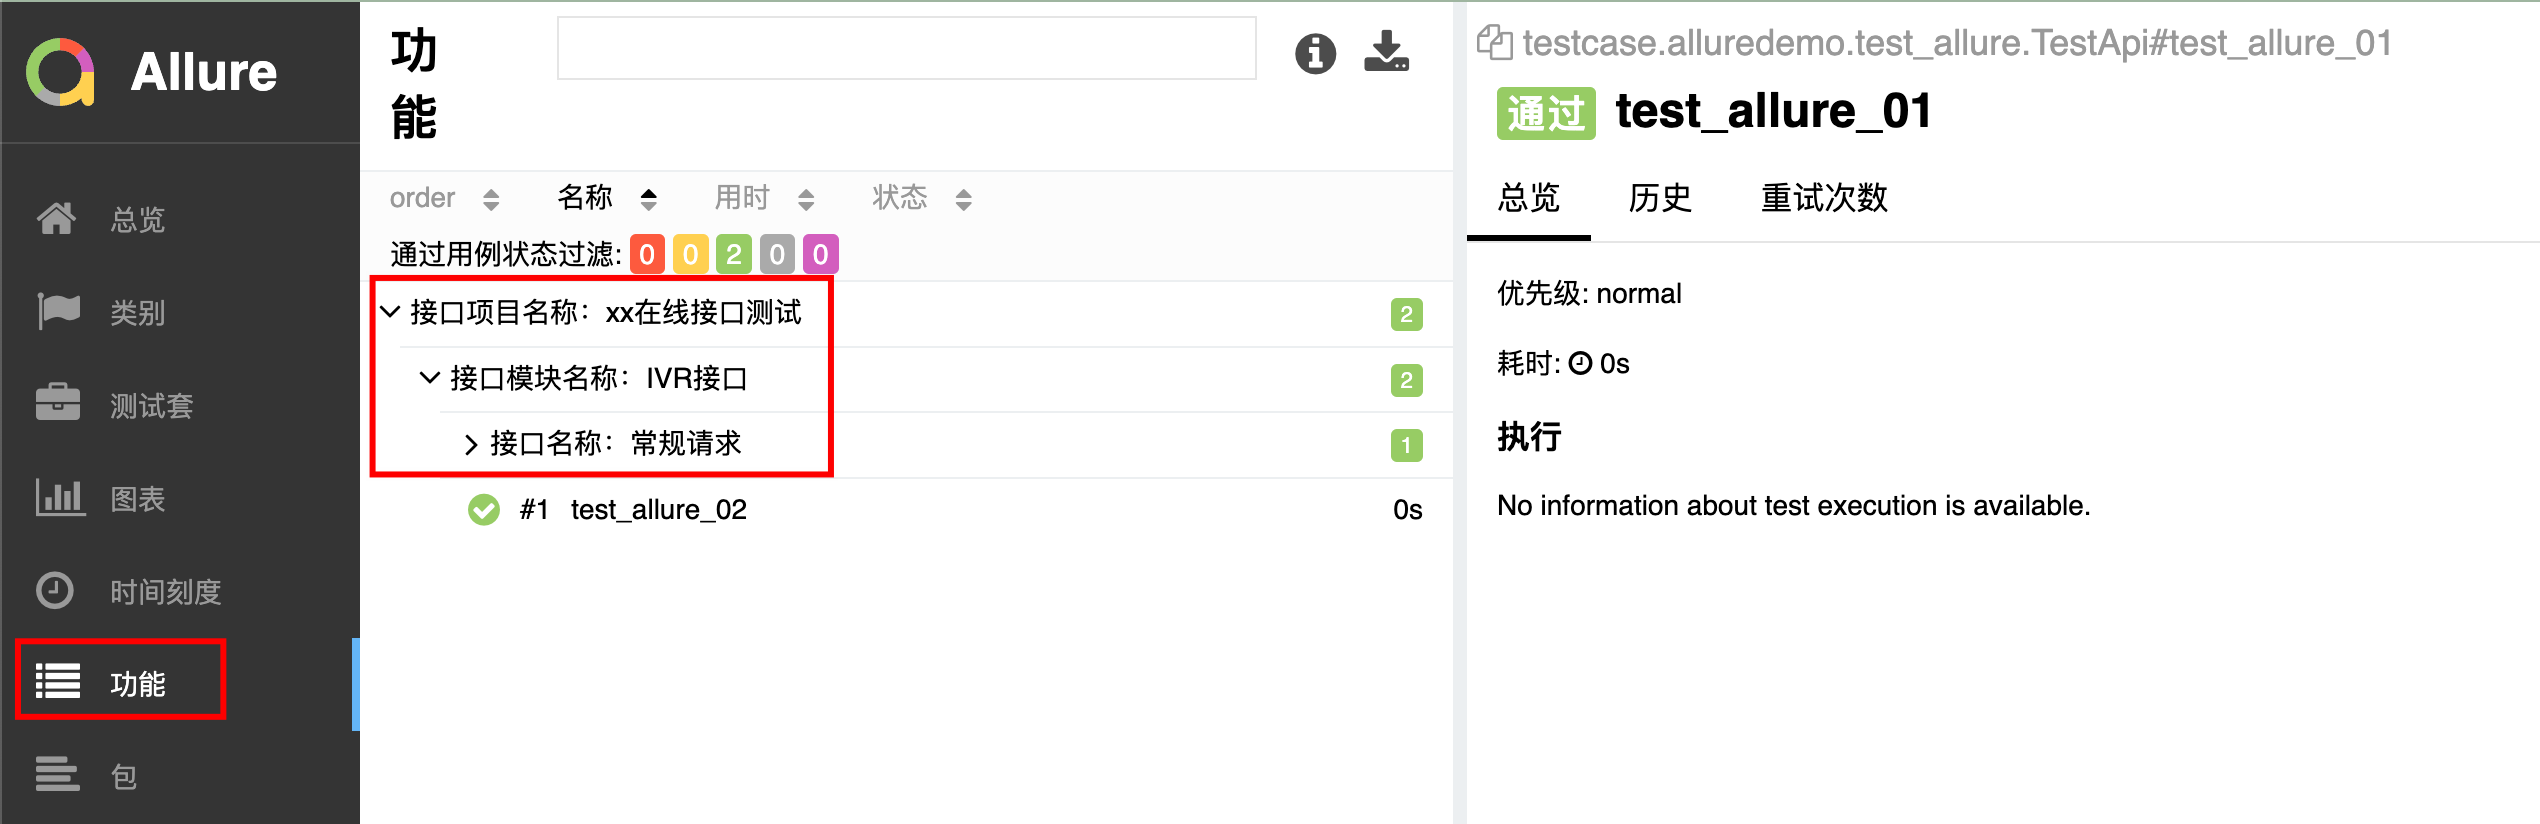 Allure
总览
类别
测试套
图表
时间刻度
功能
包
功能
order 名称 用时 状态
通过用例状态过滤: 0 0 2 0 0
接口项目名称：xx在线接口测试 2
接口模块名称：IVR接口 2
接口名称：常规请求 1
#1 test_allure_02 0s
testcase.alluredemo.test_allure.TestApi#test_allure_01
通过 test_allure_01
总览 历史 重试次数
优先级: normal
耗时: 0s
执行
No information about test execution is available.